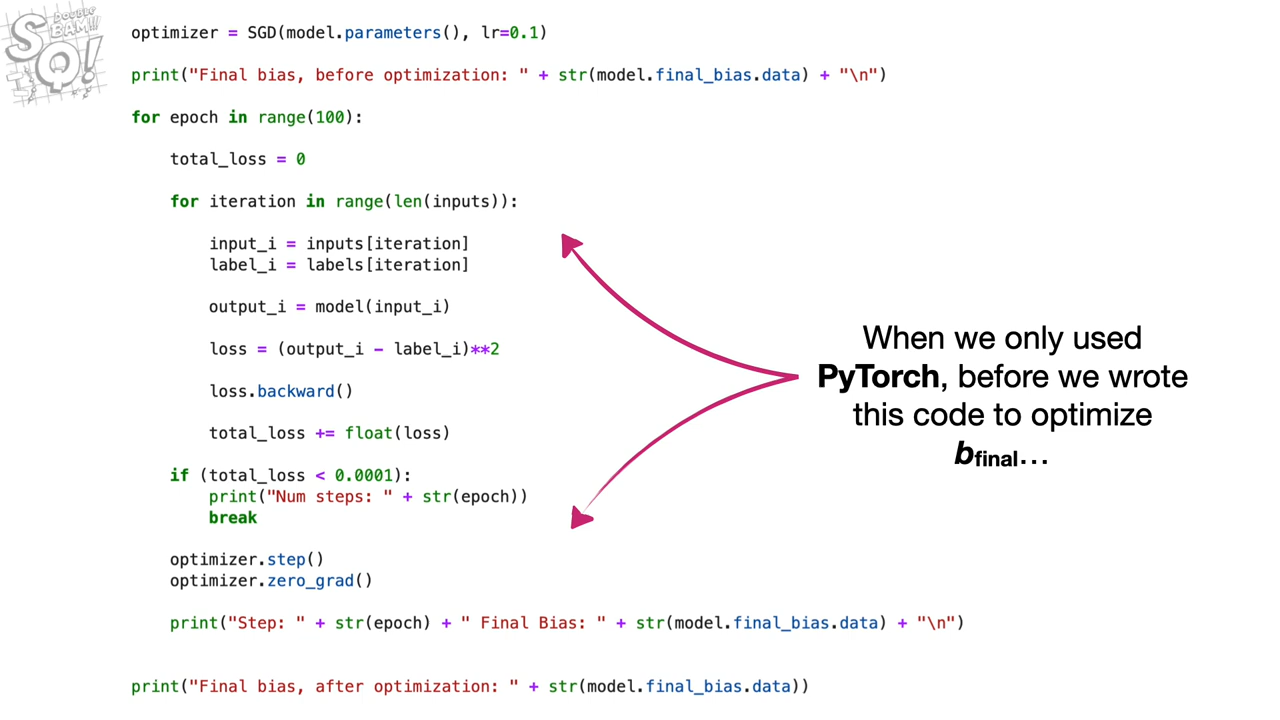 DOUBLE
BAM!!!
SQ!
optimizer = SGD(model.parameters(), lr=0.1)
print("Final bias, before optimization: " + str(model.final_bias.data) + "\n")
for epoch in range(100):
total_loss = 0
for iteration in range(len(inputs)):
input_i = inputs[iteration]
label_i = labels[iteration]
output_i = model(input_i)
loss = (output_i - label_i)**2
loss.backward()
total_loss += float(loss)
if (total_loss < 0.0001):
print("Num steps: " + str(epoch))
break
optimizer.step()
optimizer.zero_grad()
print("Step: " + str(epoch) + " Final Bias: " + str(model.final_bias.data) + "\n")
print("Final bias, after optimization: " + str(model.final_bias.data))
When we only used
PyTorch, before we wrote
this code to optimize
bfinal…